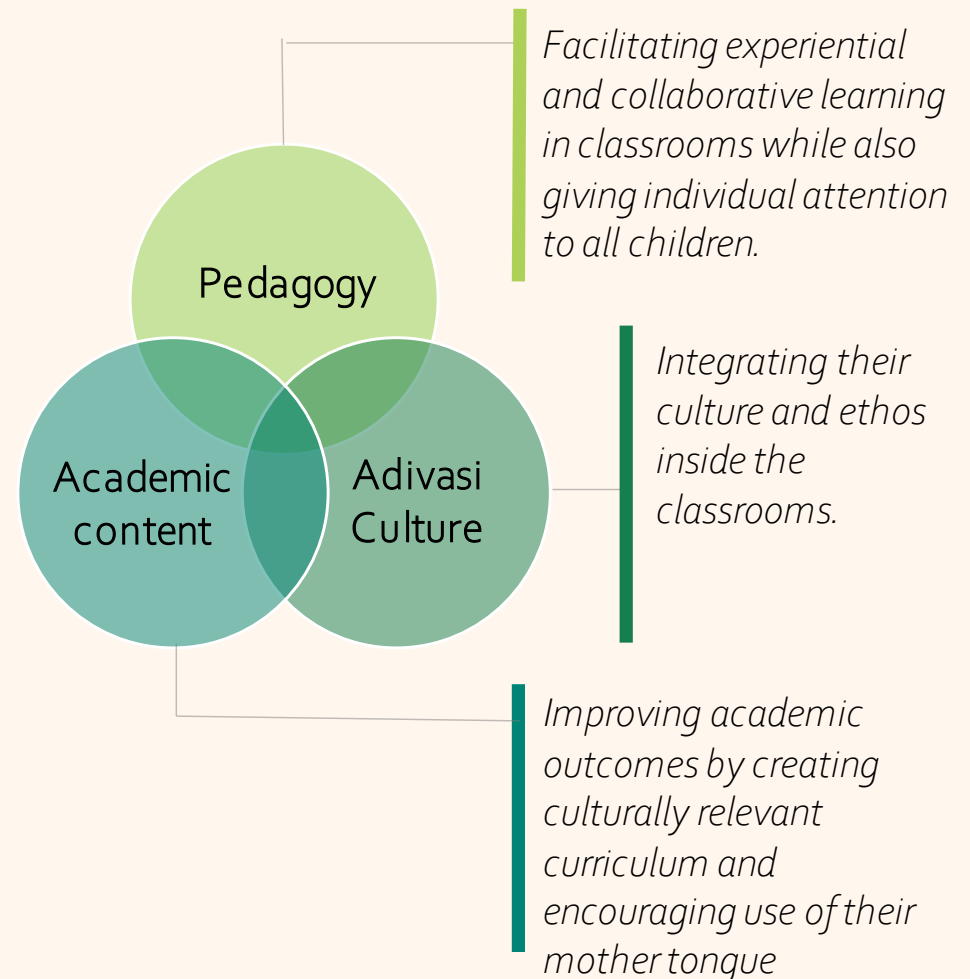 Pedagogy
Facilitating experiential
and collaborative learning
in classrooms while also
giving individual attention
to all children.
Adivasi
Culture
Integrating their
culture and ethos
inside the
classrooms.
Academic
content
Improving academic
outcomes by creating
culturally relevant
curriculum and
encouraging use of their
mother tongue